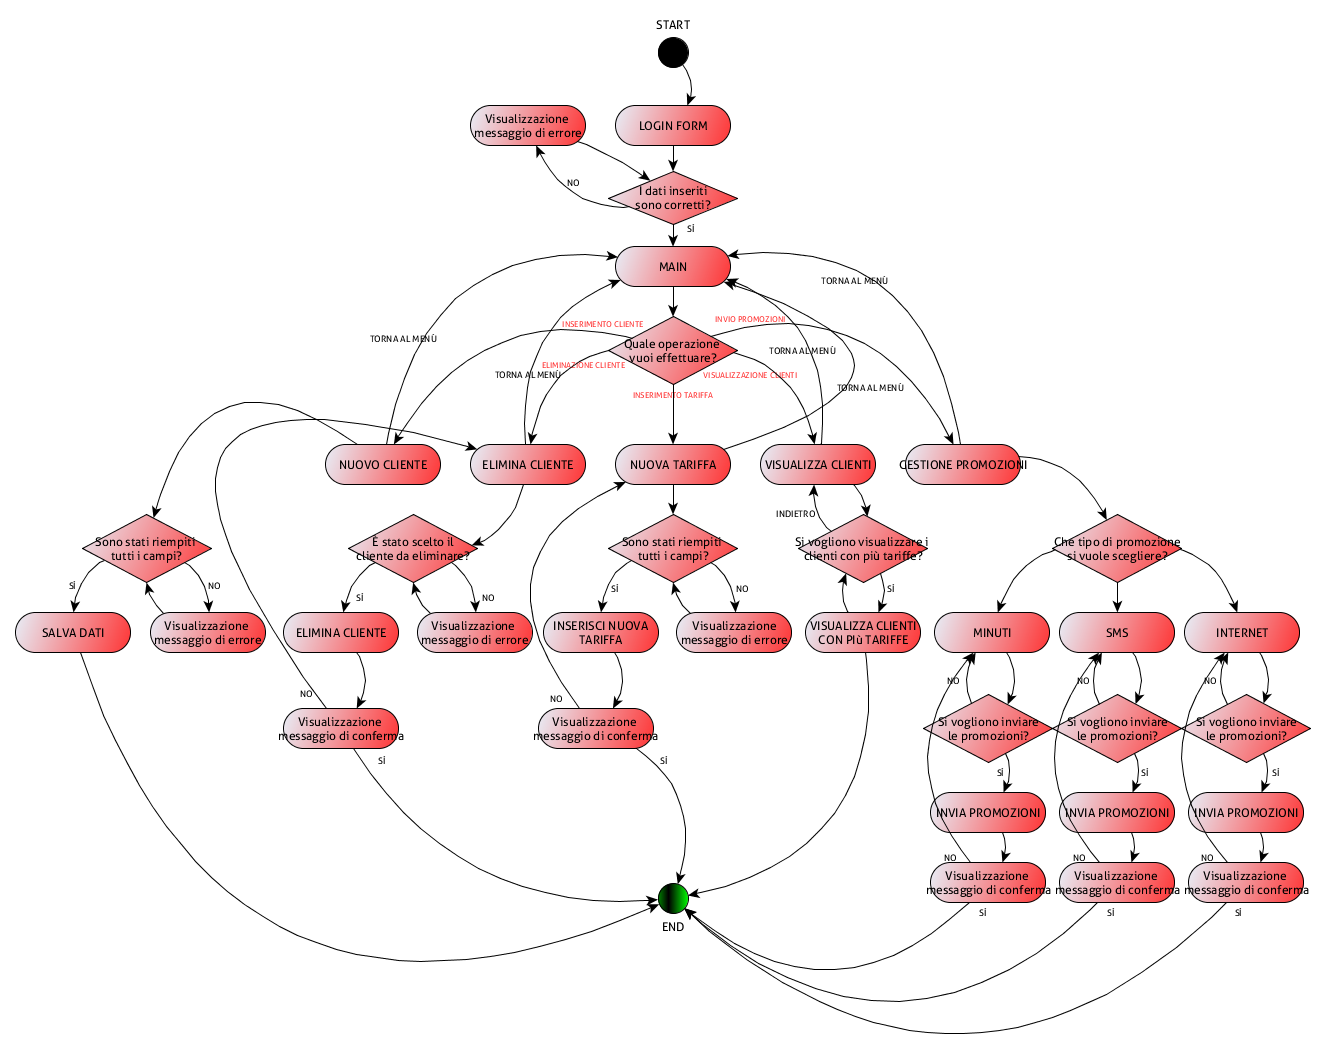 START
Visualizzazione
messaggio di errore
LOGIN FORM
I dati inseriti
sono corretti?
NO
SÌ
MAIN
TORNA AL MENÙ
INSERIMENTO CLIENTE
INVIO PROMOZIONI
Quale operazione
vuoi effettuare?
TORNA AL MENÙ
TORNA AL MENÙ
ELIMINAZIONE CLIENTE
TORNA AL MENÙ
VISUALIZZAZIONE CLIENTI
TORNA AL MENÙ
INSERIMENTO TARIFFA
NUOVO CLIENTE
ELIMINA CLIENTE
NUOVA TARIFFA
VISUALIZZA CLIENTI
GESTIONE PROMOZIONI
INDIETRO
Sono stati riempiti
tutti i campi?
È stato scelto il
cliente da eliminare?
Sono stati riempiti
tutti i campi?
Si vogliono visualizzare i
clienti con più tariffe?
Che tipo di promozione
si vuole scegliere?
SÌ
NO
SÌ
NO
SÌ
NO
SÌ
SALVA DATI
Visualizzazione
messaggio di errore
ELIMINA CLIENTE
Visualizzazione
messaggio di errore
INSERISCI NUOVA
TARIFFA
Visualizzazione
messaggio di errore
VISUALIZZA CLIENTI
CON PIù TARIFFE
MINUTI
SMS
INTERNET
NO
NO
NO
NO
NO
Visualizzazione
messaggio di conferma
Visualizzazione
messaggio di conferma
Si vogliono inviare
le promozioni?
Si vogliono inviare
le promozioni?
Si vogliono inviare
le promozioni?
SÌ
SÌ
SÌ
SÌ
SÌ
INVIA PROMOZIONI
INVIA PROMOZIONI
INVIA PROMOZIONI
NO
NO
NO
Visualizzazione
messaggio di conferma
Visualizzazione
messaggio di conferma
Visualizzazione
messaggio di conferma
SÌ
SÌ
SÌ
END